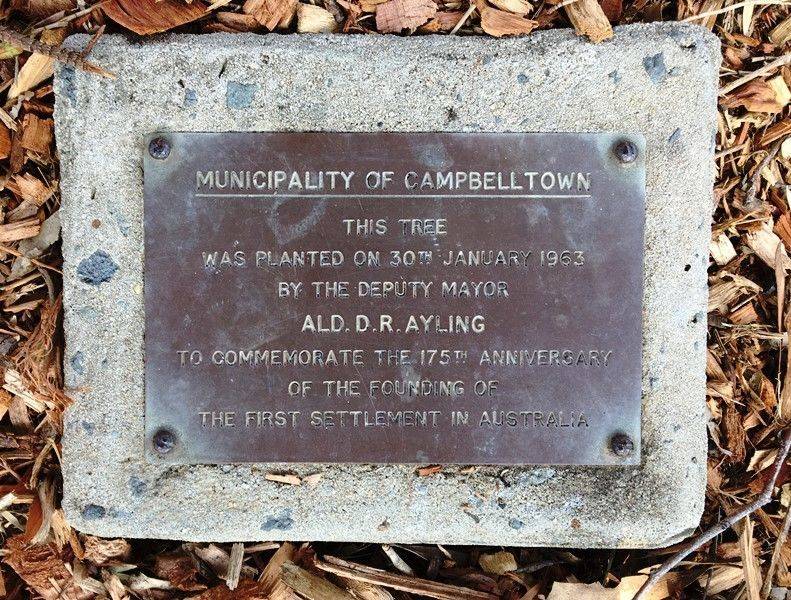 MUNICIPALITY OF CAMPBELLTOWN
THIS TREE
WAS PLANTED ON 30TH JANUARY 1963
BY THE DEPUTY MAYOR
ALD. D. R. AYLING
TO COMMEMORATE THE 175TH ANNIVERSARY
OF THE FOUNDING OF
THE FIRST SETTLEMENT IN AUSTRALIA